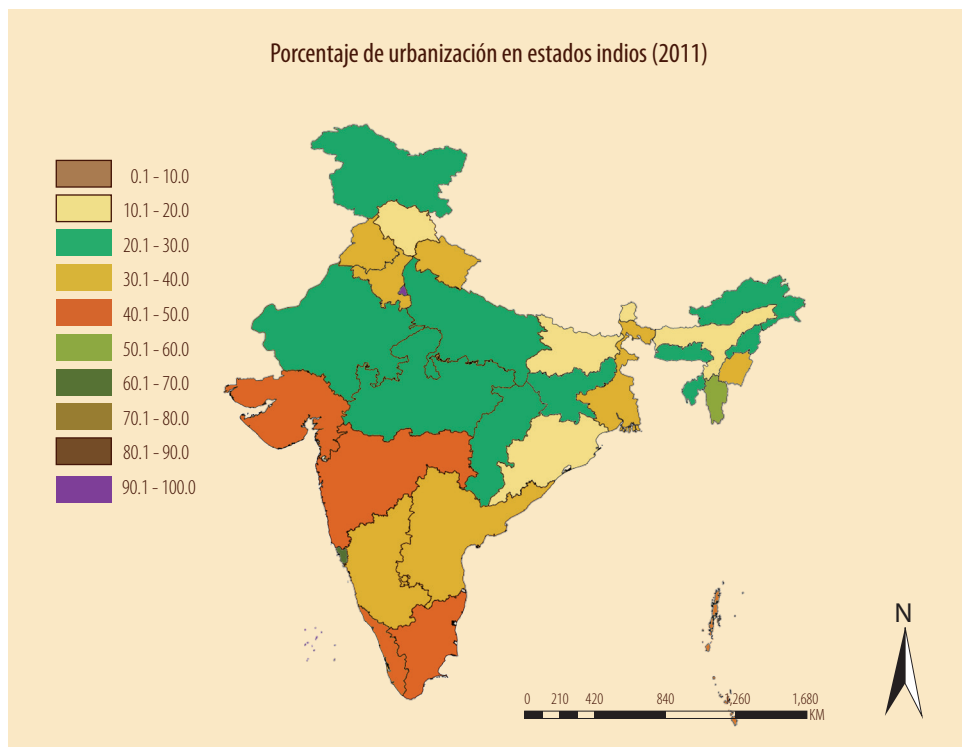 Porcentaje de urbanización en estados indios (2011)
0.1 - 10.0
10.1 - 20.0
20.1 - 30.0
30.1 - 40.0
40.1 - 50.0
50.1 - 60.0
60.1 - 70.0
70.1 - 80.0
80.1 - 90.0
90.1 - 100.0
N
0 210 420 840 1,260 1,680
KM